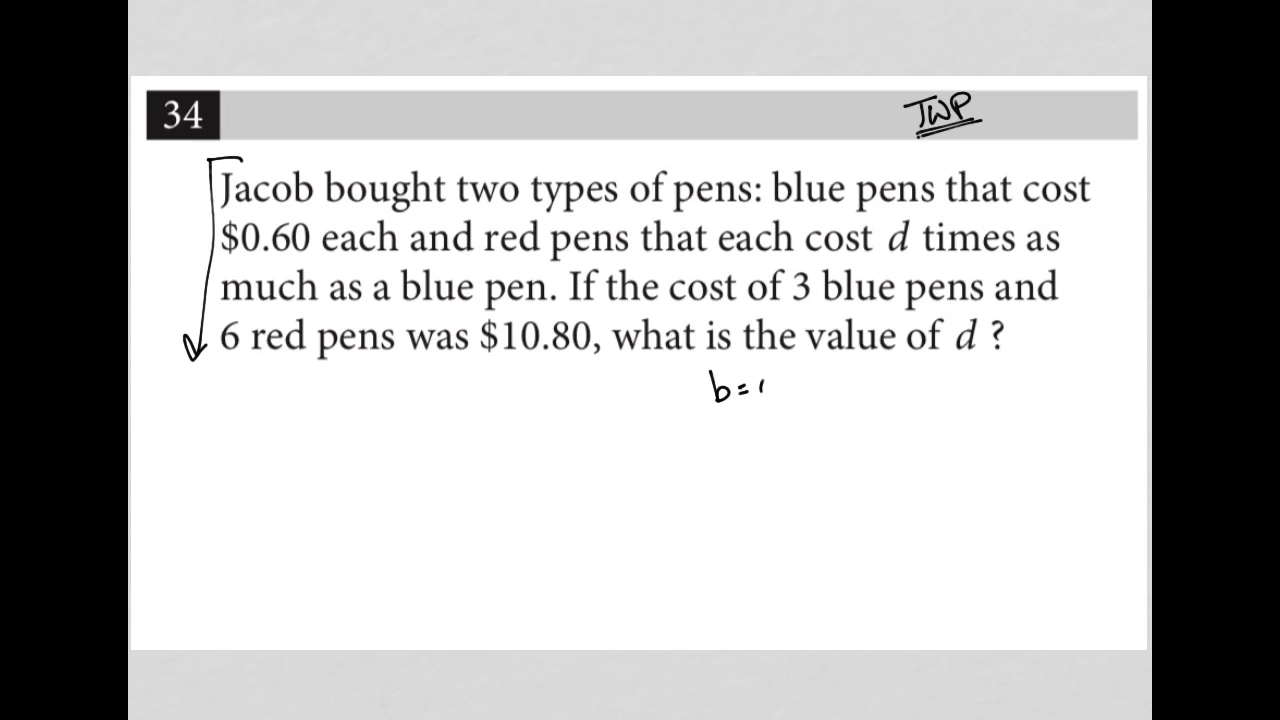 34
TWP
Jacob bought two types of pens: blue pens that cost
$0.60 each and red pens that each cost d times as
much as a blue pen. If the cost of 3 blue pens and
6 red pens was $10.80, what is the value of d ?
b =